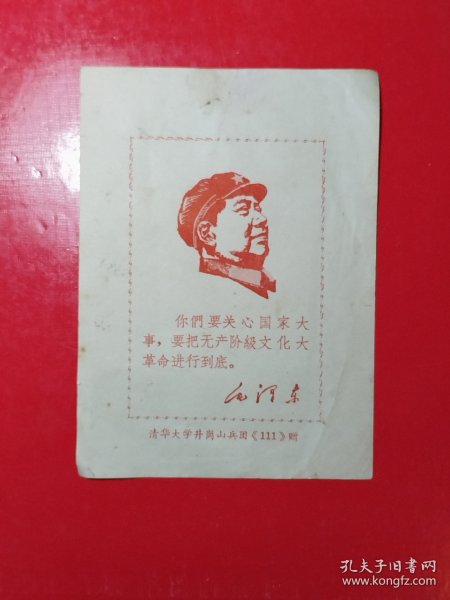 你們要关心国家大
事，要把无产阶級文化大
革命进行到底。
毛泽东
清华大学井岗山兵团《111》赠
孔夫子旧书网
www.kongfz.com